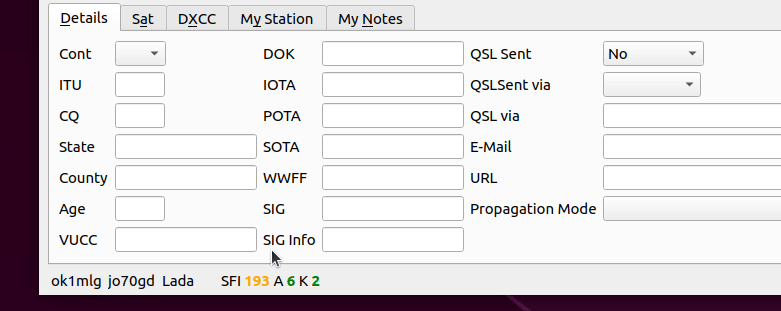 Details Sat DXCC My Station My Notes
Cont DOK QSL Sent No
ITU IOTA QSLSent via
CQ POTA QSL via
State SOTA E-Mail
County WWFF URL
Age SIG Propagation Mode
VUCC SIG Info
ok1mlg jo70gd Lada SFI 193 A 6 K 2